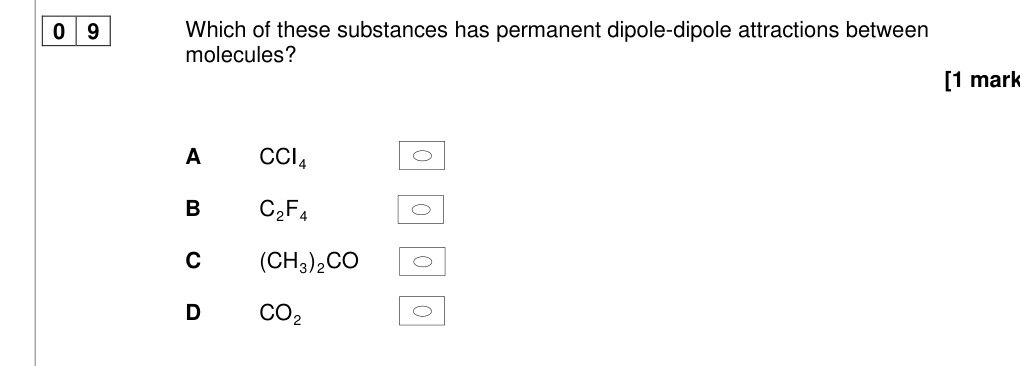 0 9 Which of these substances has permanent dipole-dipole attractions between
molecules?
[1 mark
A CCl₄
B C₂F₄
C (CH₃)₂CO
D CO₂